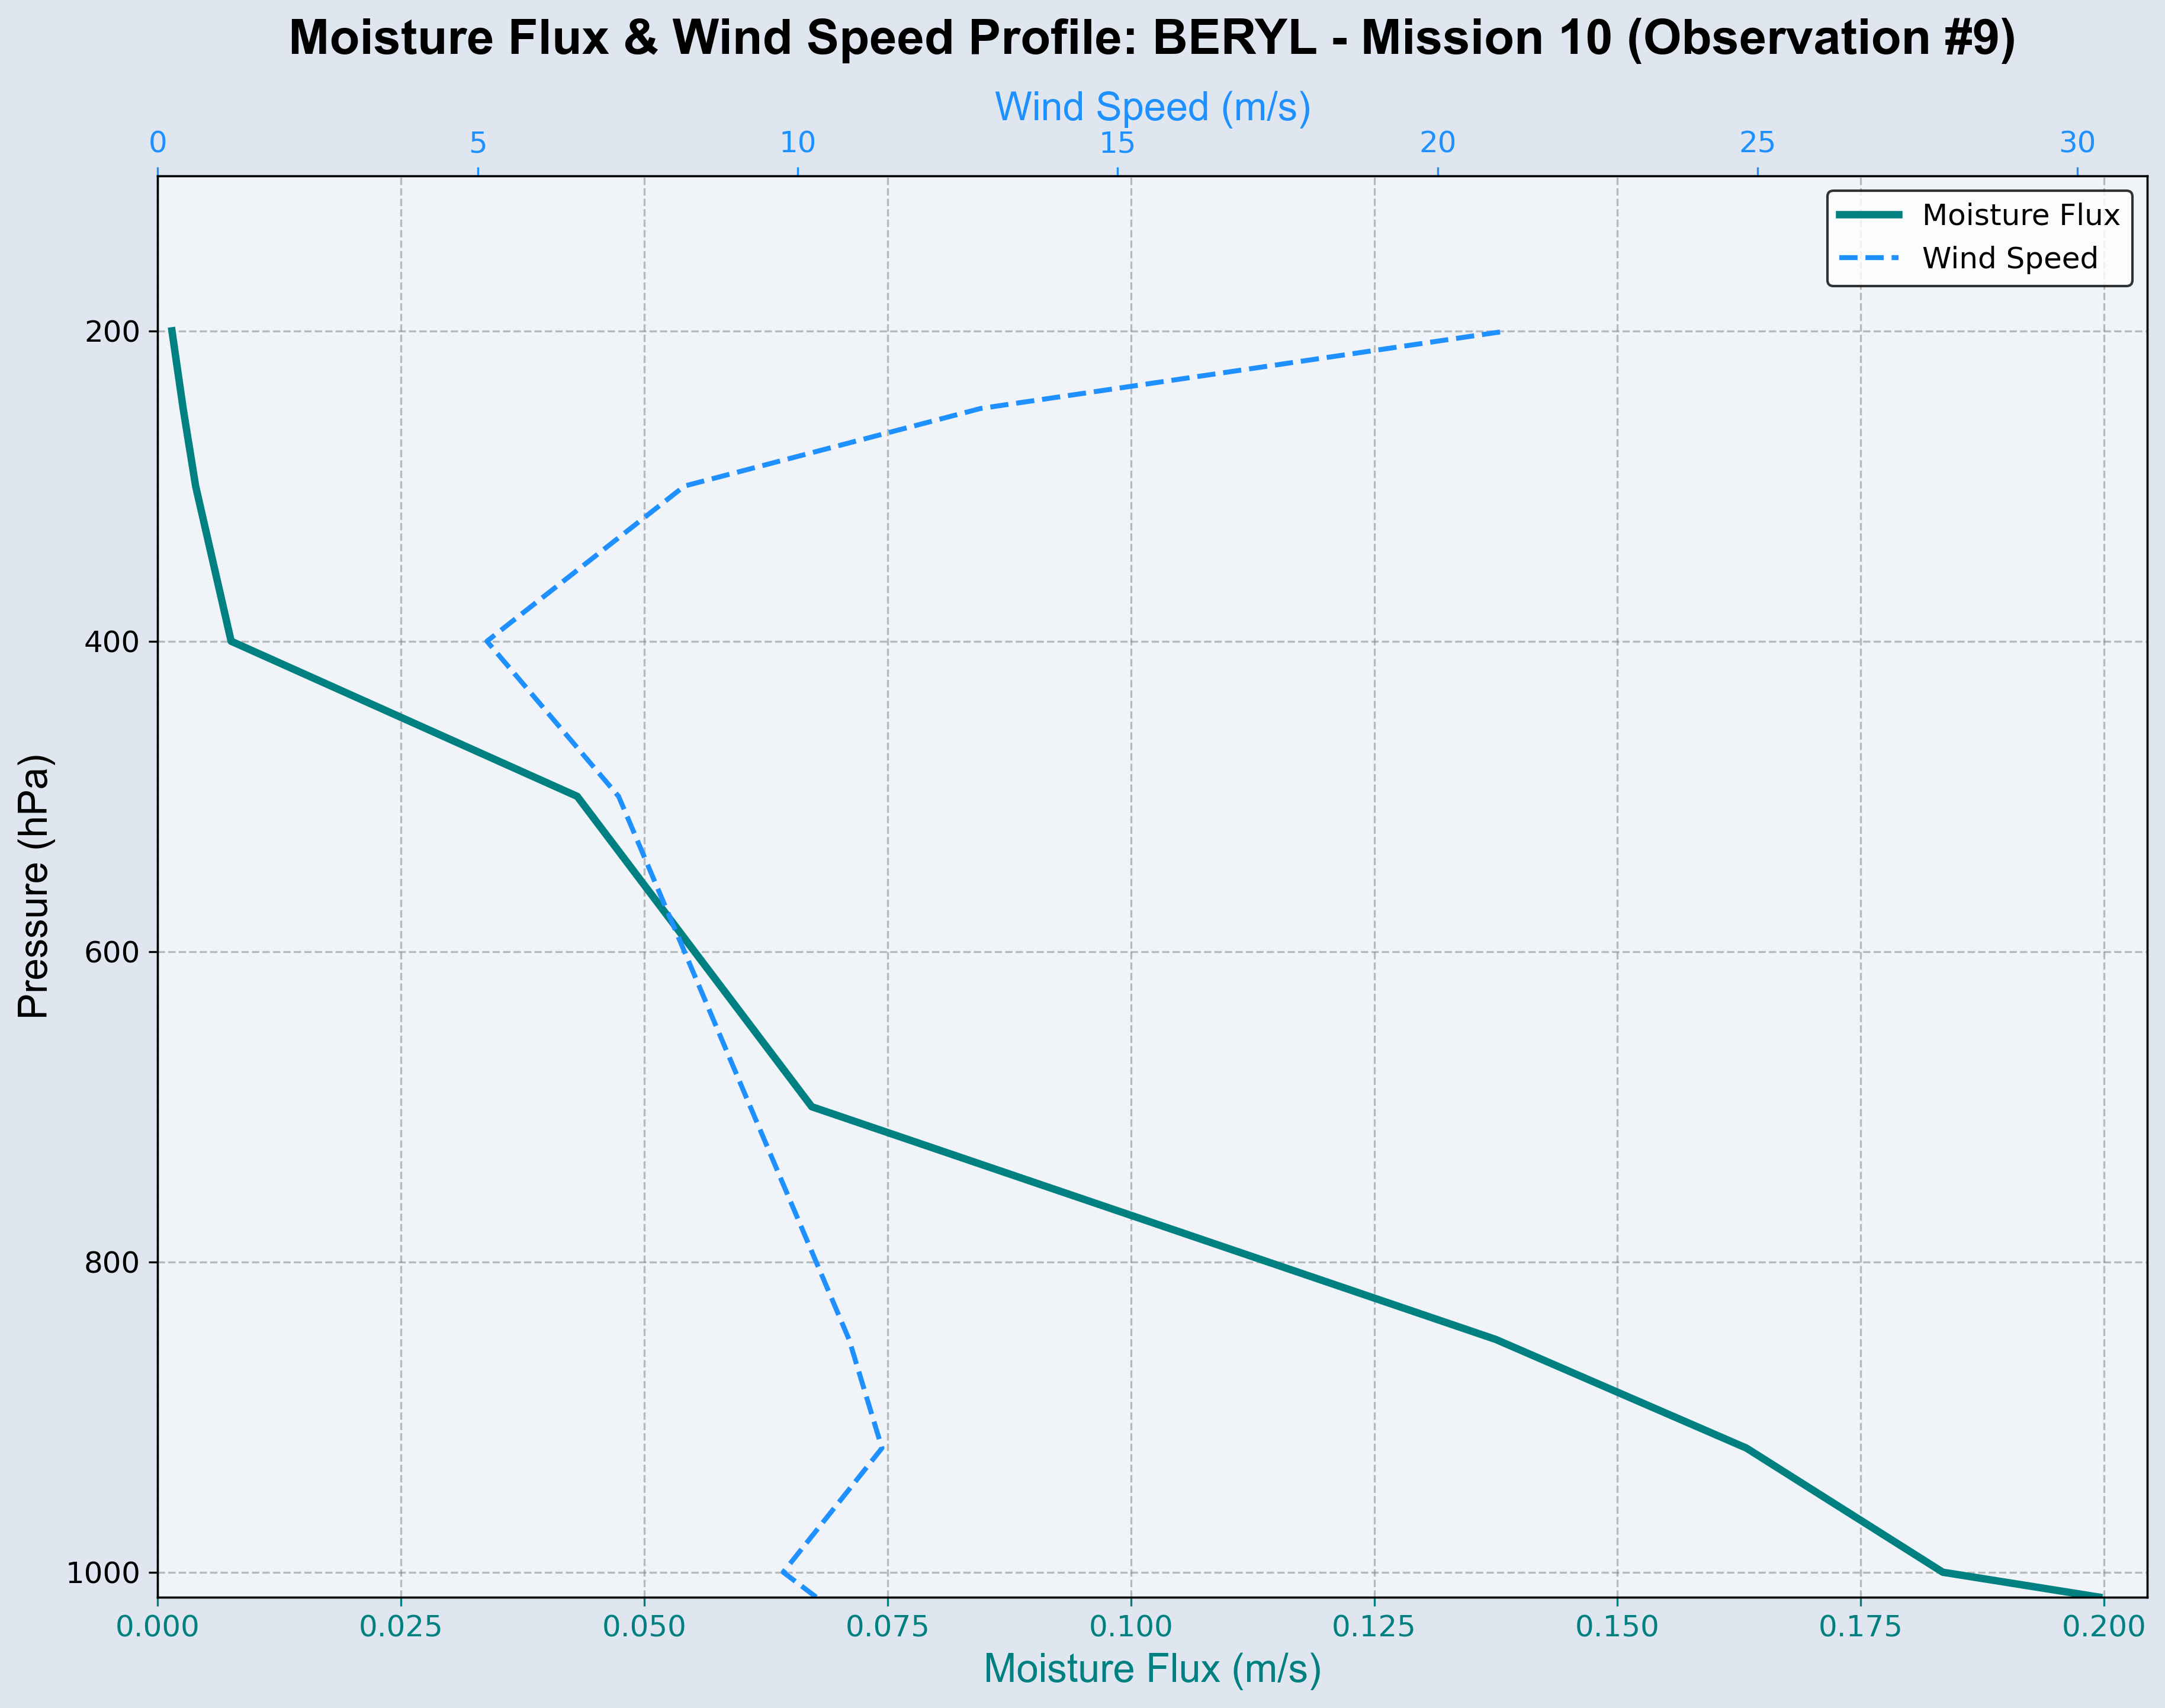 Moisture Flux & Wind Speed Profile: BERYL - Mission 10 (Observation #9)
Wind Speed (m/s)
0 5 10 15 20 25 30
Moisture Flux
Wind Speed
200
400
600
800
1000
Pressure (hPa)
0.000 0.025 0.050 0.075 0.100 0.125 0.150 0.175 0.200
Moisture Flux (m/s)